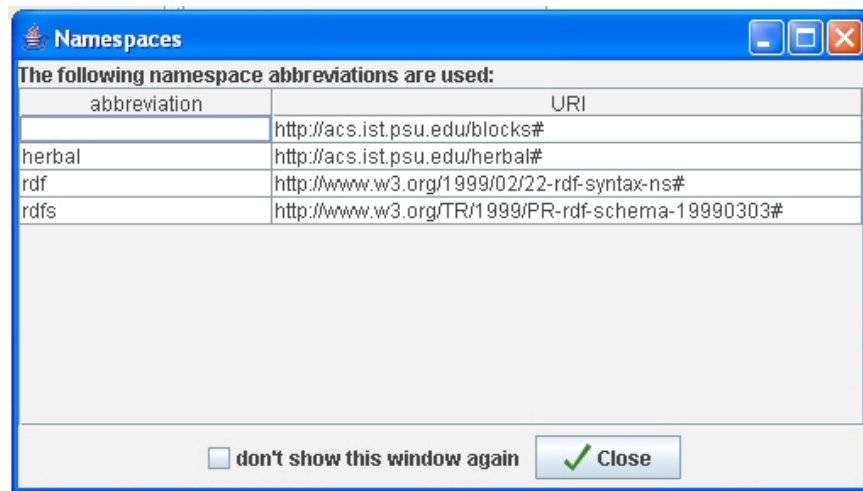 Namespaces
The following namespace abbreviations are used:
abbreviation URI
http://acs.ist.psu.edu/blocks#
herbal http://acs.ist.psu.edu/herbal#
rdf http://www.w3.org/1999/02/22-rdf-syntax-ns#
rdfs http://www.w3.org/TR/1999/PR-rdf-schema-19990303#
don't show this window again Close